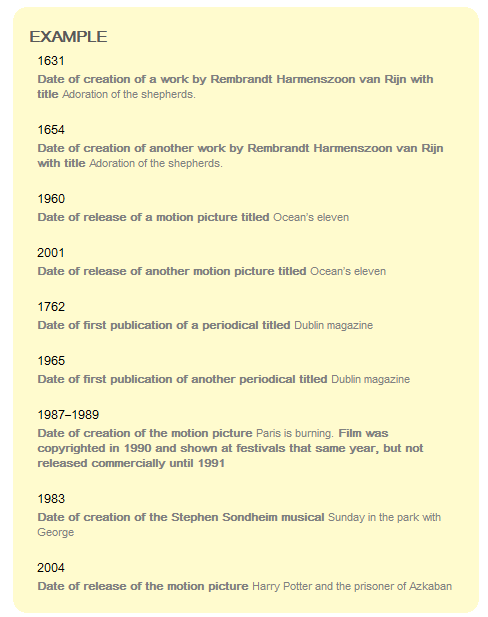 EXAMPLE
1631
Date of creation of a work by Rembrandt Harmenszoon van Rijn with
title Adoration of the shepherds.
1654
Date of creation of another work by Rembrandt Harmenszoon van Rijn
with title Adoration of the shepherds.
1960
Date of release of a motion picture titled Ocean's eleven
2001
Date of release of another motion picture titled Ocean's eleven
1762
Date of first publication of a periodical titled Dublin magazine
1965
Date of first publication of another periodical titled Dublin magazine
1987–1989
Date of creation of the motion picture Paris is burning. Film was
copyrighted in 1990 and shown at festivals that same year, but not
released commercially until 1991
1983
Date of creation of the Stephen Sondheim musical Sunday in the park with
George
2004
Date of release of the motion picture Harry Potter and the prisoner of Azkaban